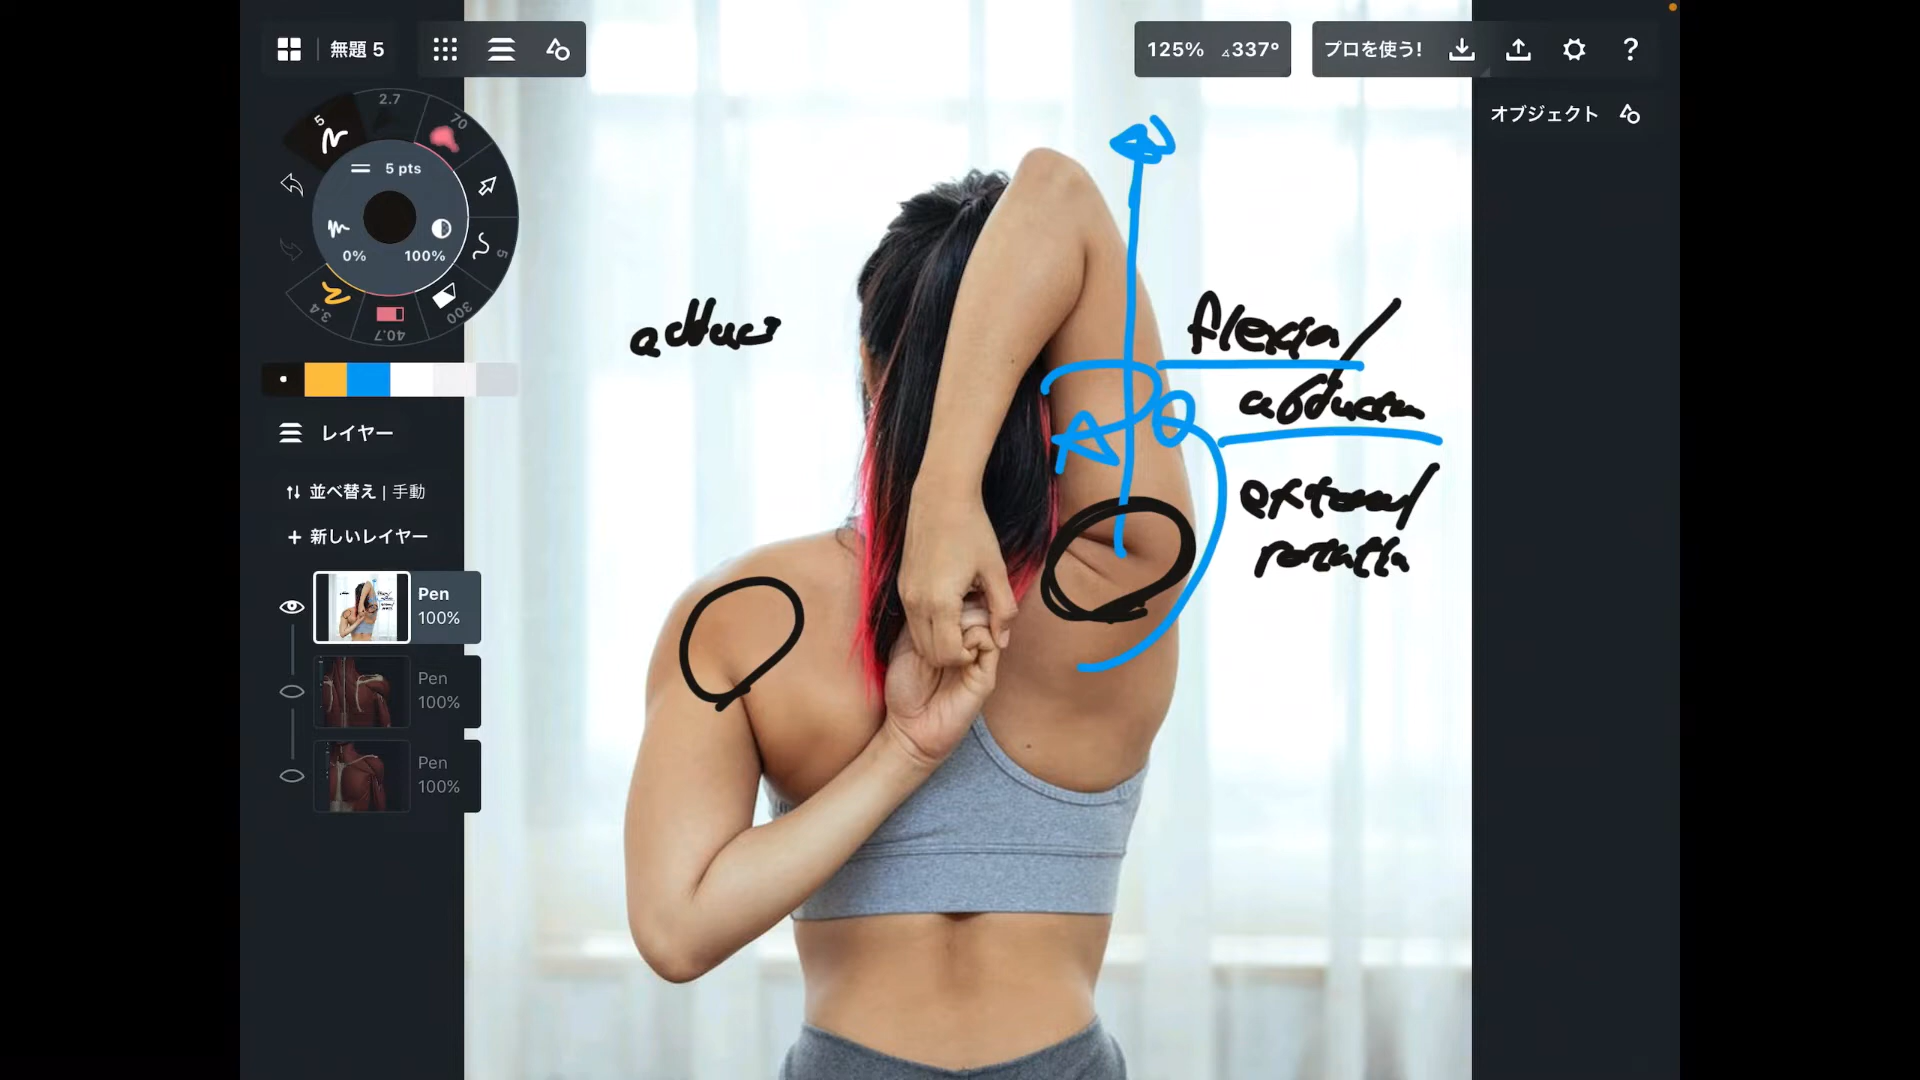 無題 5
125% ⊿337°
プロを使う!
?
オブジェクト
2.7
70
5
5 pts
0%
100%
5
300
40.7
3.4
レイヤー
並べ替え | 手動
+ 新しいレイヤー
Pen
100%
Pen
100%
Pen
100%
adduct
flexion/
abduction
external/
rotation